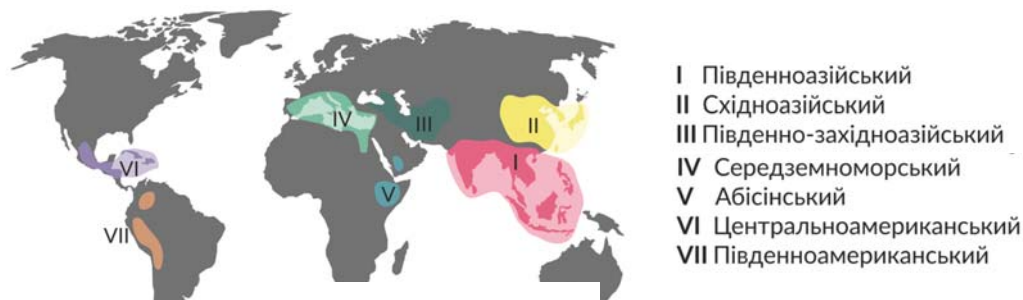 I Південноазійський
II Східноазійський
III Південно-західноазійський
IV Середземноморський
V Абісінський
VI Центральноамериканський
VII Південноамериканський
IV
III
II
I
VI
V
VII